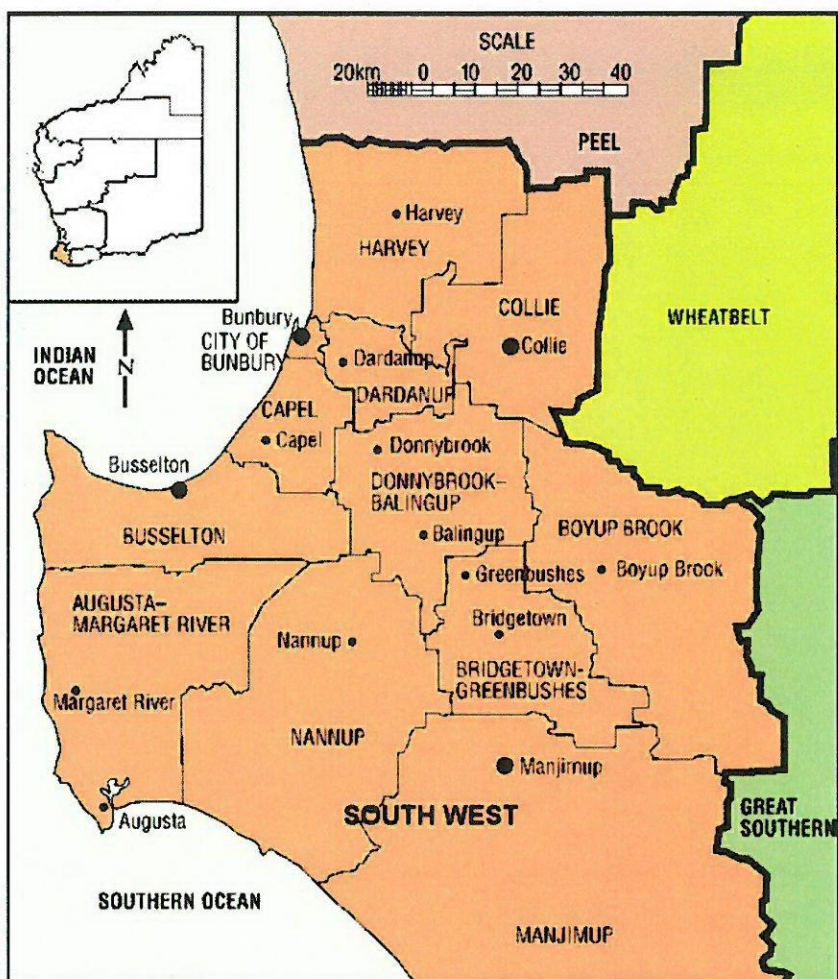 SCALE
20km 0 10 20 30 40
PEEL
Harvey
HARVEY
COLLIE
WHEATBELT
Bunbury
CITY OF
BUNBURY
INDIAN
OCEAN
N
Dardanup
Collie
DARDANUP
CAPEL
Capel
Donnybrook
Busselton
DONNYBROOK–
BALINGUP
BUSSELTON
Balingup
BOYUP BROOK
Greenbushes
Boyup Brook
AUGUSTA–
MARGARET RIVER
Bridgetown
Nannup
BRIDGETOWN-
GREENBUSHES
Margaret River
NANNUP
Manjimup
Augusta
SOUTH WEST
GREAT
SOUTHERN
SOUTHERN OCEAN
MANJIMUP